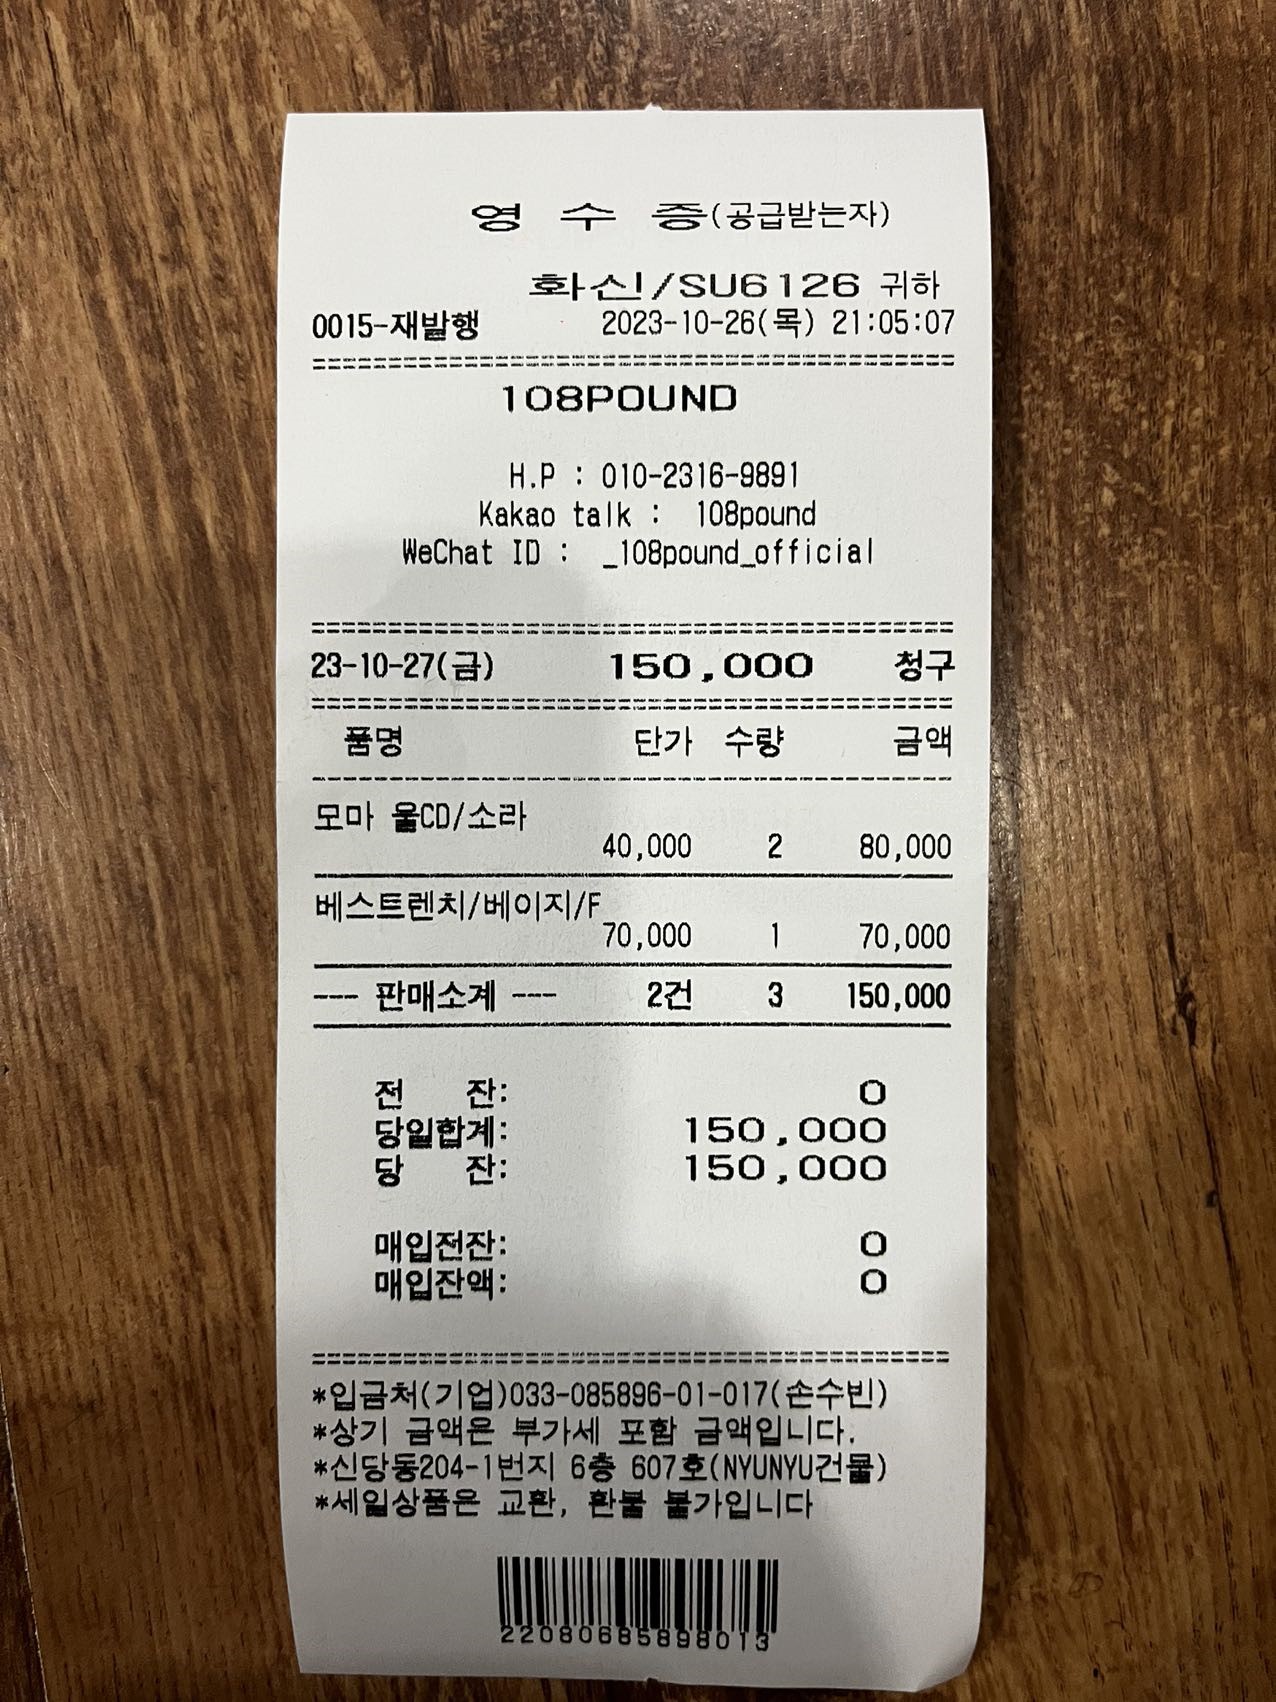 영 수 증(공급받는자)
화신/SU6126 귀하
0015-재발행 2023-10-26(목) 21:05:07
==========================================
108POUND
H.P : 010-2316-9891
Kakao talk : 108pound
WeChat ID : _108pound_official
==========================================
23-10-27(금) 150,000 청구
==========================================
품명 단가 수량 금액
------------------------------------------
모마 울CD/소라
40,000 2 80,000
베스트렌치/베이지/F
70,000 1 70,000
--- 판매소계 --- 2건 3 150,000
전 잔: 0
당일합계: 150,000
당 잔: 150,000
매입전잔: 0
매입잔액: 0
==========================================
*입금처(기업)033-085896-01-017(손수빈)
*상기 금액은 부가세 포함 금액입니다.
*신당동204-1번지 6층 607호(NYUNYU건물)
*세일상품은 교환, 환불 불가입니다
22080685898013